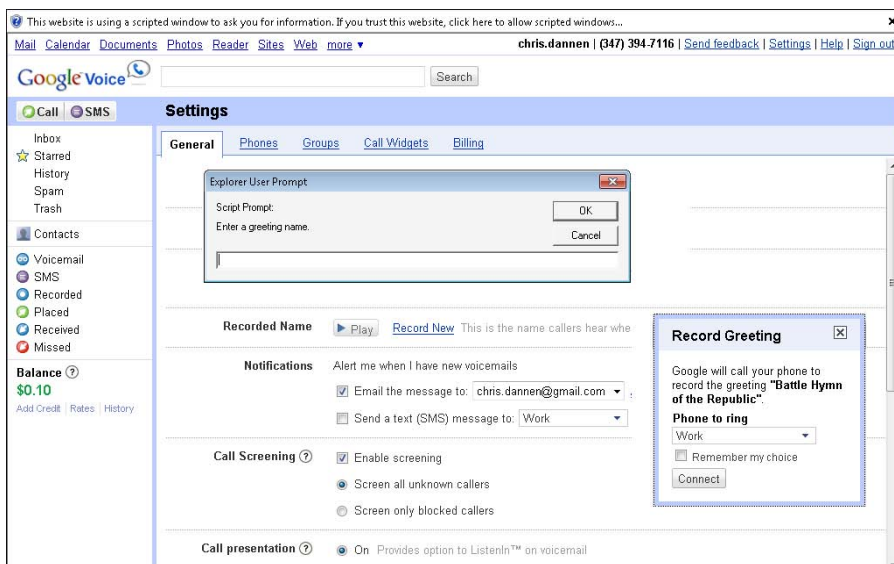 This website is using a scripted window to ask you for information. If you trust this website, click here to allow scripted windows...
Mail Calendar Documents Photos Reader Sites Web more ▼ chris.dannen | (347) 394-7116 | Send feedback | Settings | Help | Sign out
Google Voice Search
Call SMS Settings
General Phones Groups Call Widgets Billing
Inbox
Starred
History
Spam
Trash
Contacts
Voicemail
SMS
Recorded
Placed
Received
Missed
Balance ?
$0.10
Add Credit | Rates | History
Explorer User Prompt
Script Prompt:
Enter a greeting name.
OK
Cancel
Recorded Name Play Record New This is the name callers hear whe
Notifications Alert me when I have new voicemails
Email the message to: chris.dannen@gmail.com
Send a text (SMS) message to: Work
Call Screening ? Enable screening
Screen all unknown callers
Screen only blocked callers
Call presentation ? On Provides option to ListenIn™ on voicemail
Record Greeting
Google will call your phone to
record the greeting "Battle Hymn
of the Republic".
Phone to ring
Work
Remember my choice
Connect